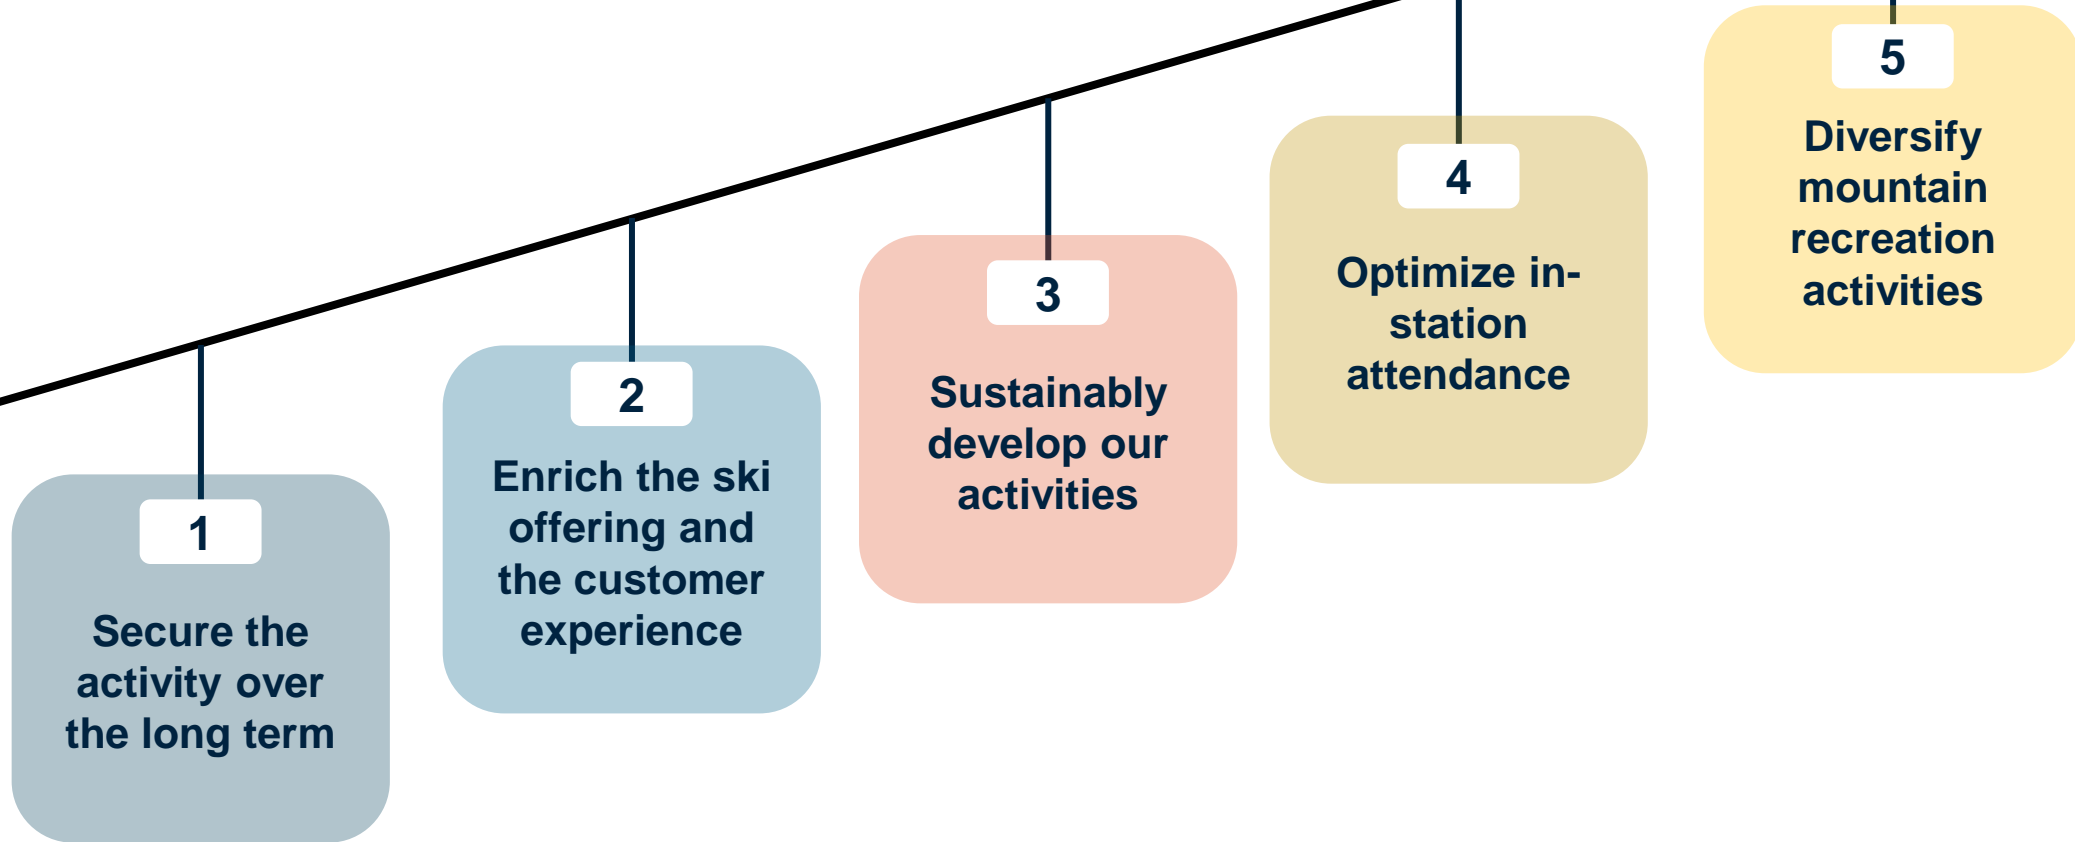 1
Secure the
activity over
the long term
2
Enrich the ski
offering and
the customer
experience
3
Sustainably
develop our
activities
4
Optimize in-
station
attendance
5
Diversify
mountain
recreation
activities